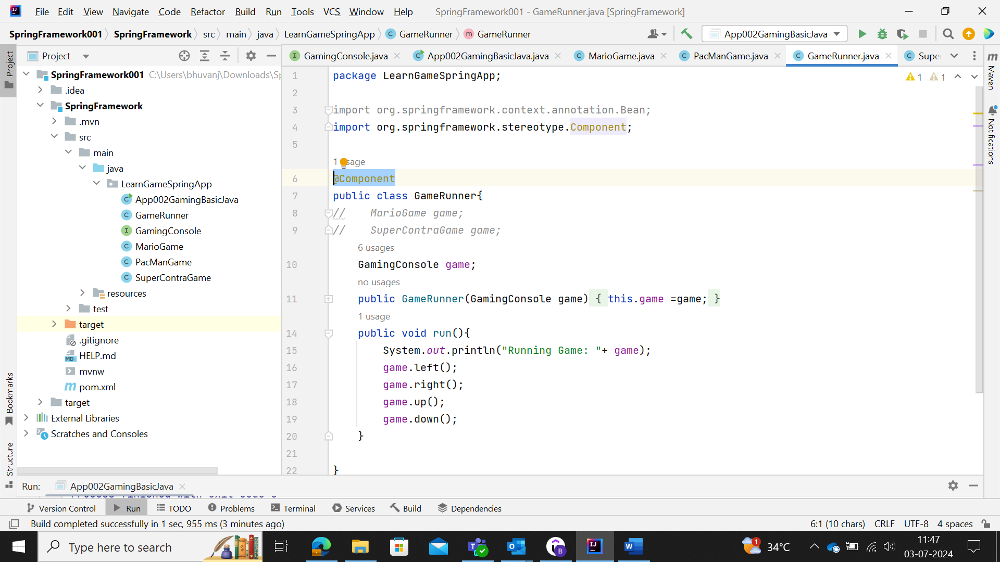 File Edit View Navigate Code Refactor Build Run Tools VCS Window Help SpringFramework001 - GameRunner.java [SpringFramework]
SpringFramework001 SpringFramework src main java LearnGameSpringApp GameRunner GameRunner App002GamingBasicJava
Project
Project
SpringFramework001 C:\Users\bhuvanj\Downloads\Sp
.idea
SpringFramework
.mvn
src
main
java
LearnGameSpringApp
App002GamingBasicJava
GameRunner
GamingConsole
MarioGame
PacManGame
SuperContraGame
resources
test
target
.gitignore
HELP.md
mvnw
pom.xml
target
External Libraries
Scratches and Consoles
Bookmarks
Structure
GamingConsole.java App002GamingBasicJava.java MarioGame.java PacManGame.java GameRunner.java Super
1 package LearnGameSpringApp;
2
3 import org.springframework.context.annotation.Bean;
4 import org.springframework.stereotype.Component;
5
1 usage
6 @Component
7 public class GameRunner{
8 // MarioGame game;
9 // SuperContraGame game;
6 usages
10 GamingConsole game;
no usages
11 public GameRunner(GamingConsole game) { this.game =game; }
1 usage
14 public void run(){
15 System.out.println("Running Game: "+ game);
16 game.left();
17 game.right();
18 game.up();
19 game.down();
20 }
21
22 }
1 1
Maven
Notifications
Run: App002GamingBasicJava
Version Control Run TODO Problems Terminal Services Build Dependencies
Build completed successfully in 1 sec, 955 ms (3 minutes ago) 6:1 (10 chars) CRLF UTF-8 4 spaces
Type here to search
1 34°C
11:47
03-07-2024